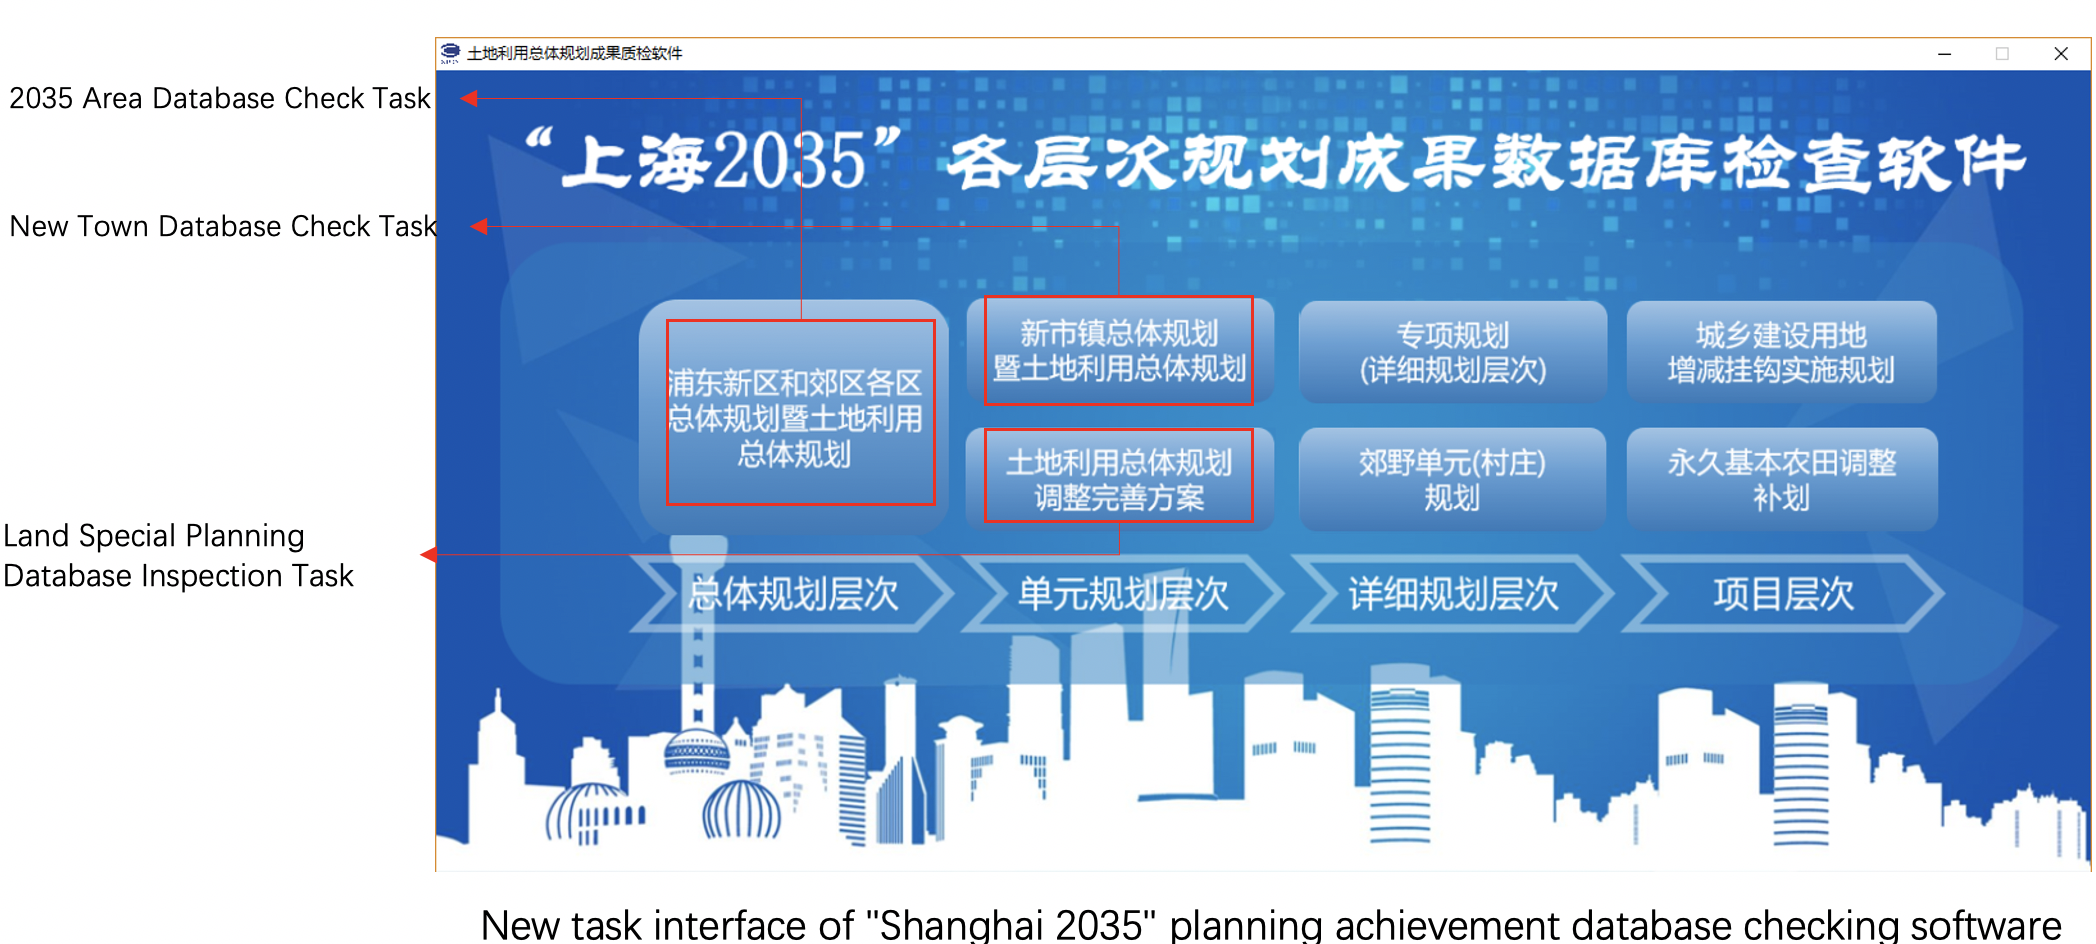 土地利用总体规划成果质检软件
2035 Area Database Check Task
“上海2035” 各层次规划成果数据库检查软件
New Town Database Check Task
浦东新区和郊区各区
总体规划暨土地利用
总体规划
新市镇总体规划
暨土地利用总体规划
专项规划
(详细规划层次)
城乡建设用地
增减挂钩实施规划
土地利用总体规划
调整完善方案
郊野单元(村庄)
规划
永久基本农田调整
补划
Land Special Planning
Database Inspection Task
总体规划层次
单元规划层次
详细规划层次
项目层次
New task interface of "Shanghai 2035" planning achievement database checking software